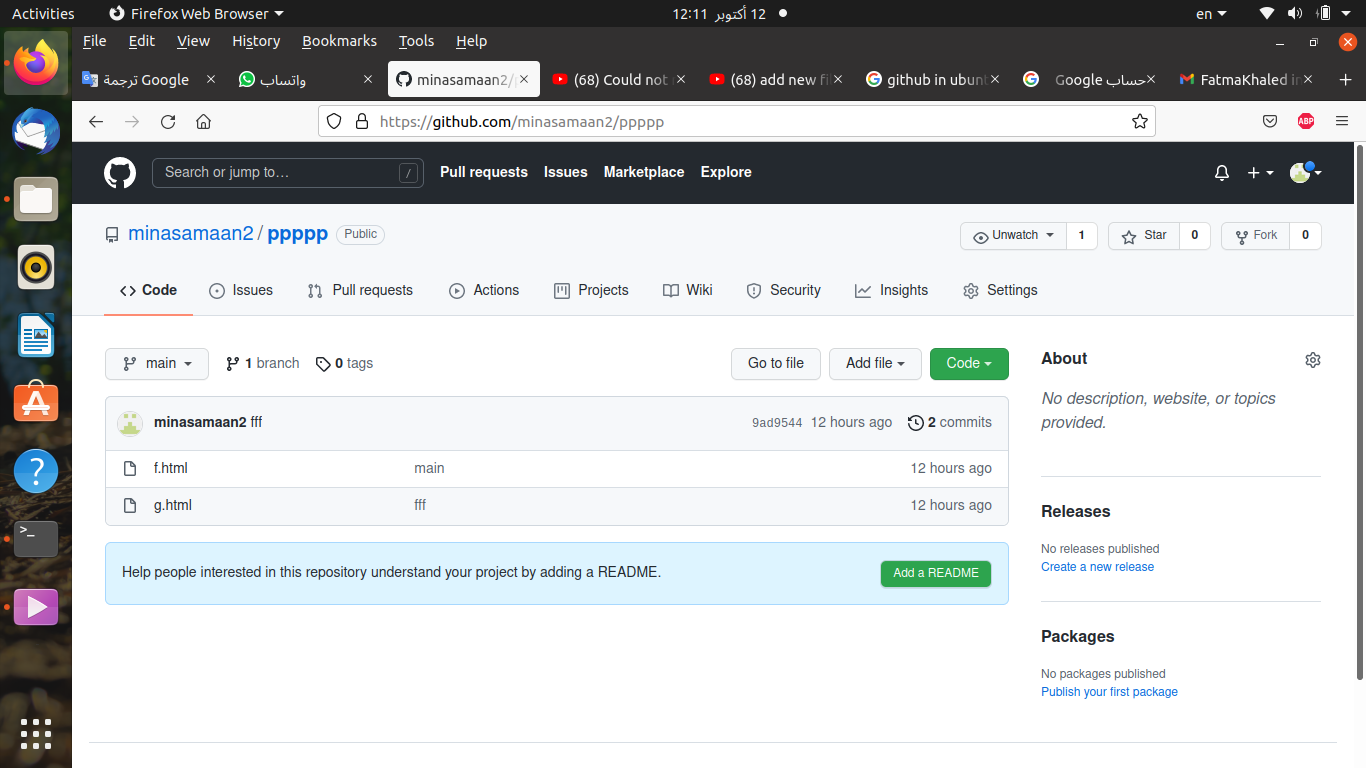 Activities Firefox Web Browser 12:11 12 أكتوبر en
File Edit View History Bookmarks Tools Help
ترجمة Google واتساب minasamaan2/p (68) Could not (68) add new fi github in ubunt حساب Google FatmaKhaled in
https://github.com/minasamaan2/ppppp ABP
Search or jump to… / Pull requests Issues Marketplace Explore
minasamaan2 / ppppp Public Unwatch 1 Star 0 Fork 0
Code Issues Pull requests Actions Projects Wiki Security Insights Settings
main 1 branch 0 tags Go to file Add file Code
minasamaan2 fff 9ad9544 12 hours ago 2 commits
f.html main 12 hours ago
g.html fff 12 hours ago
Help people interested in this repository understand your project by adding a README. Add a README
About
No description, website, or topics
provided.
Releases
No releases published
Create a new release
Packages
No packages published
Publish your first package